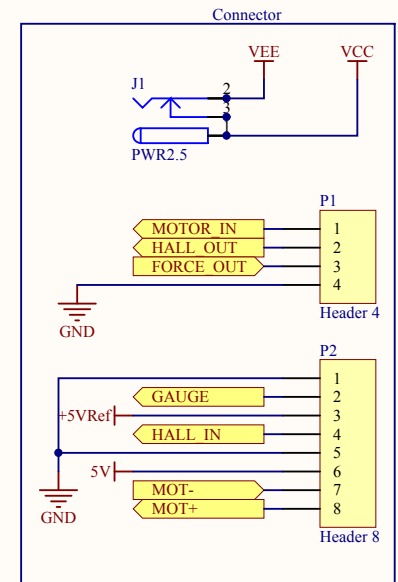 Connector
VEE VCC
J1
2
3
PWR2.5
P1
MOTOR_IN 1
HALL_OUT 2
FORCE_OUT 3
4
GND
Header 4
P2
1
GAUGE 2
+5VRef 3
HALL_IN 4
5
5V 6
MOT- 7
MOT+ 8
GND
Header 8